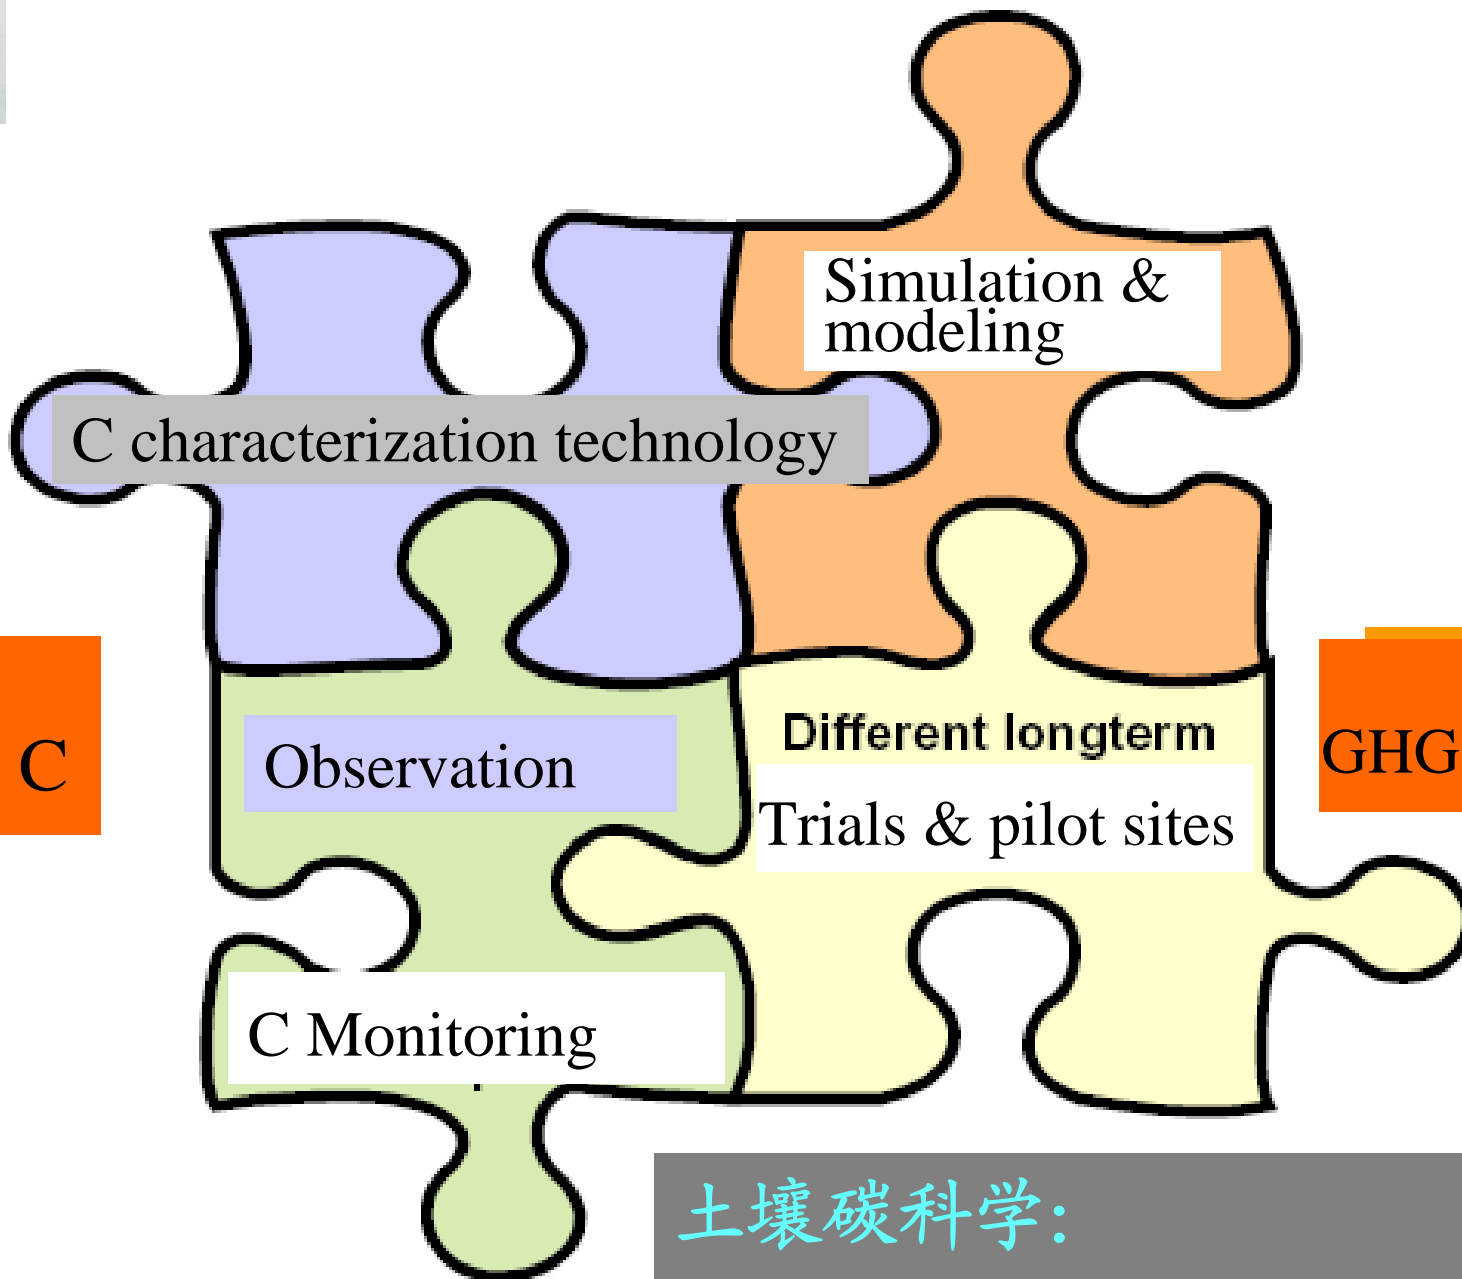 Simulation &
modeling
C characterization technology
Different longterm
C
Observation
GHG
Trials & pilot sites
C Monitoring
土壤碳科学: